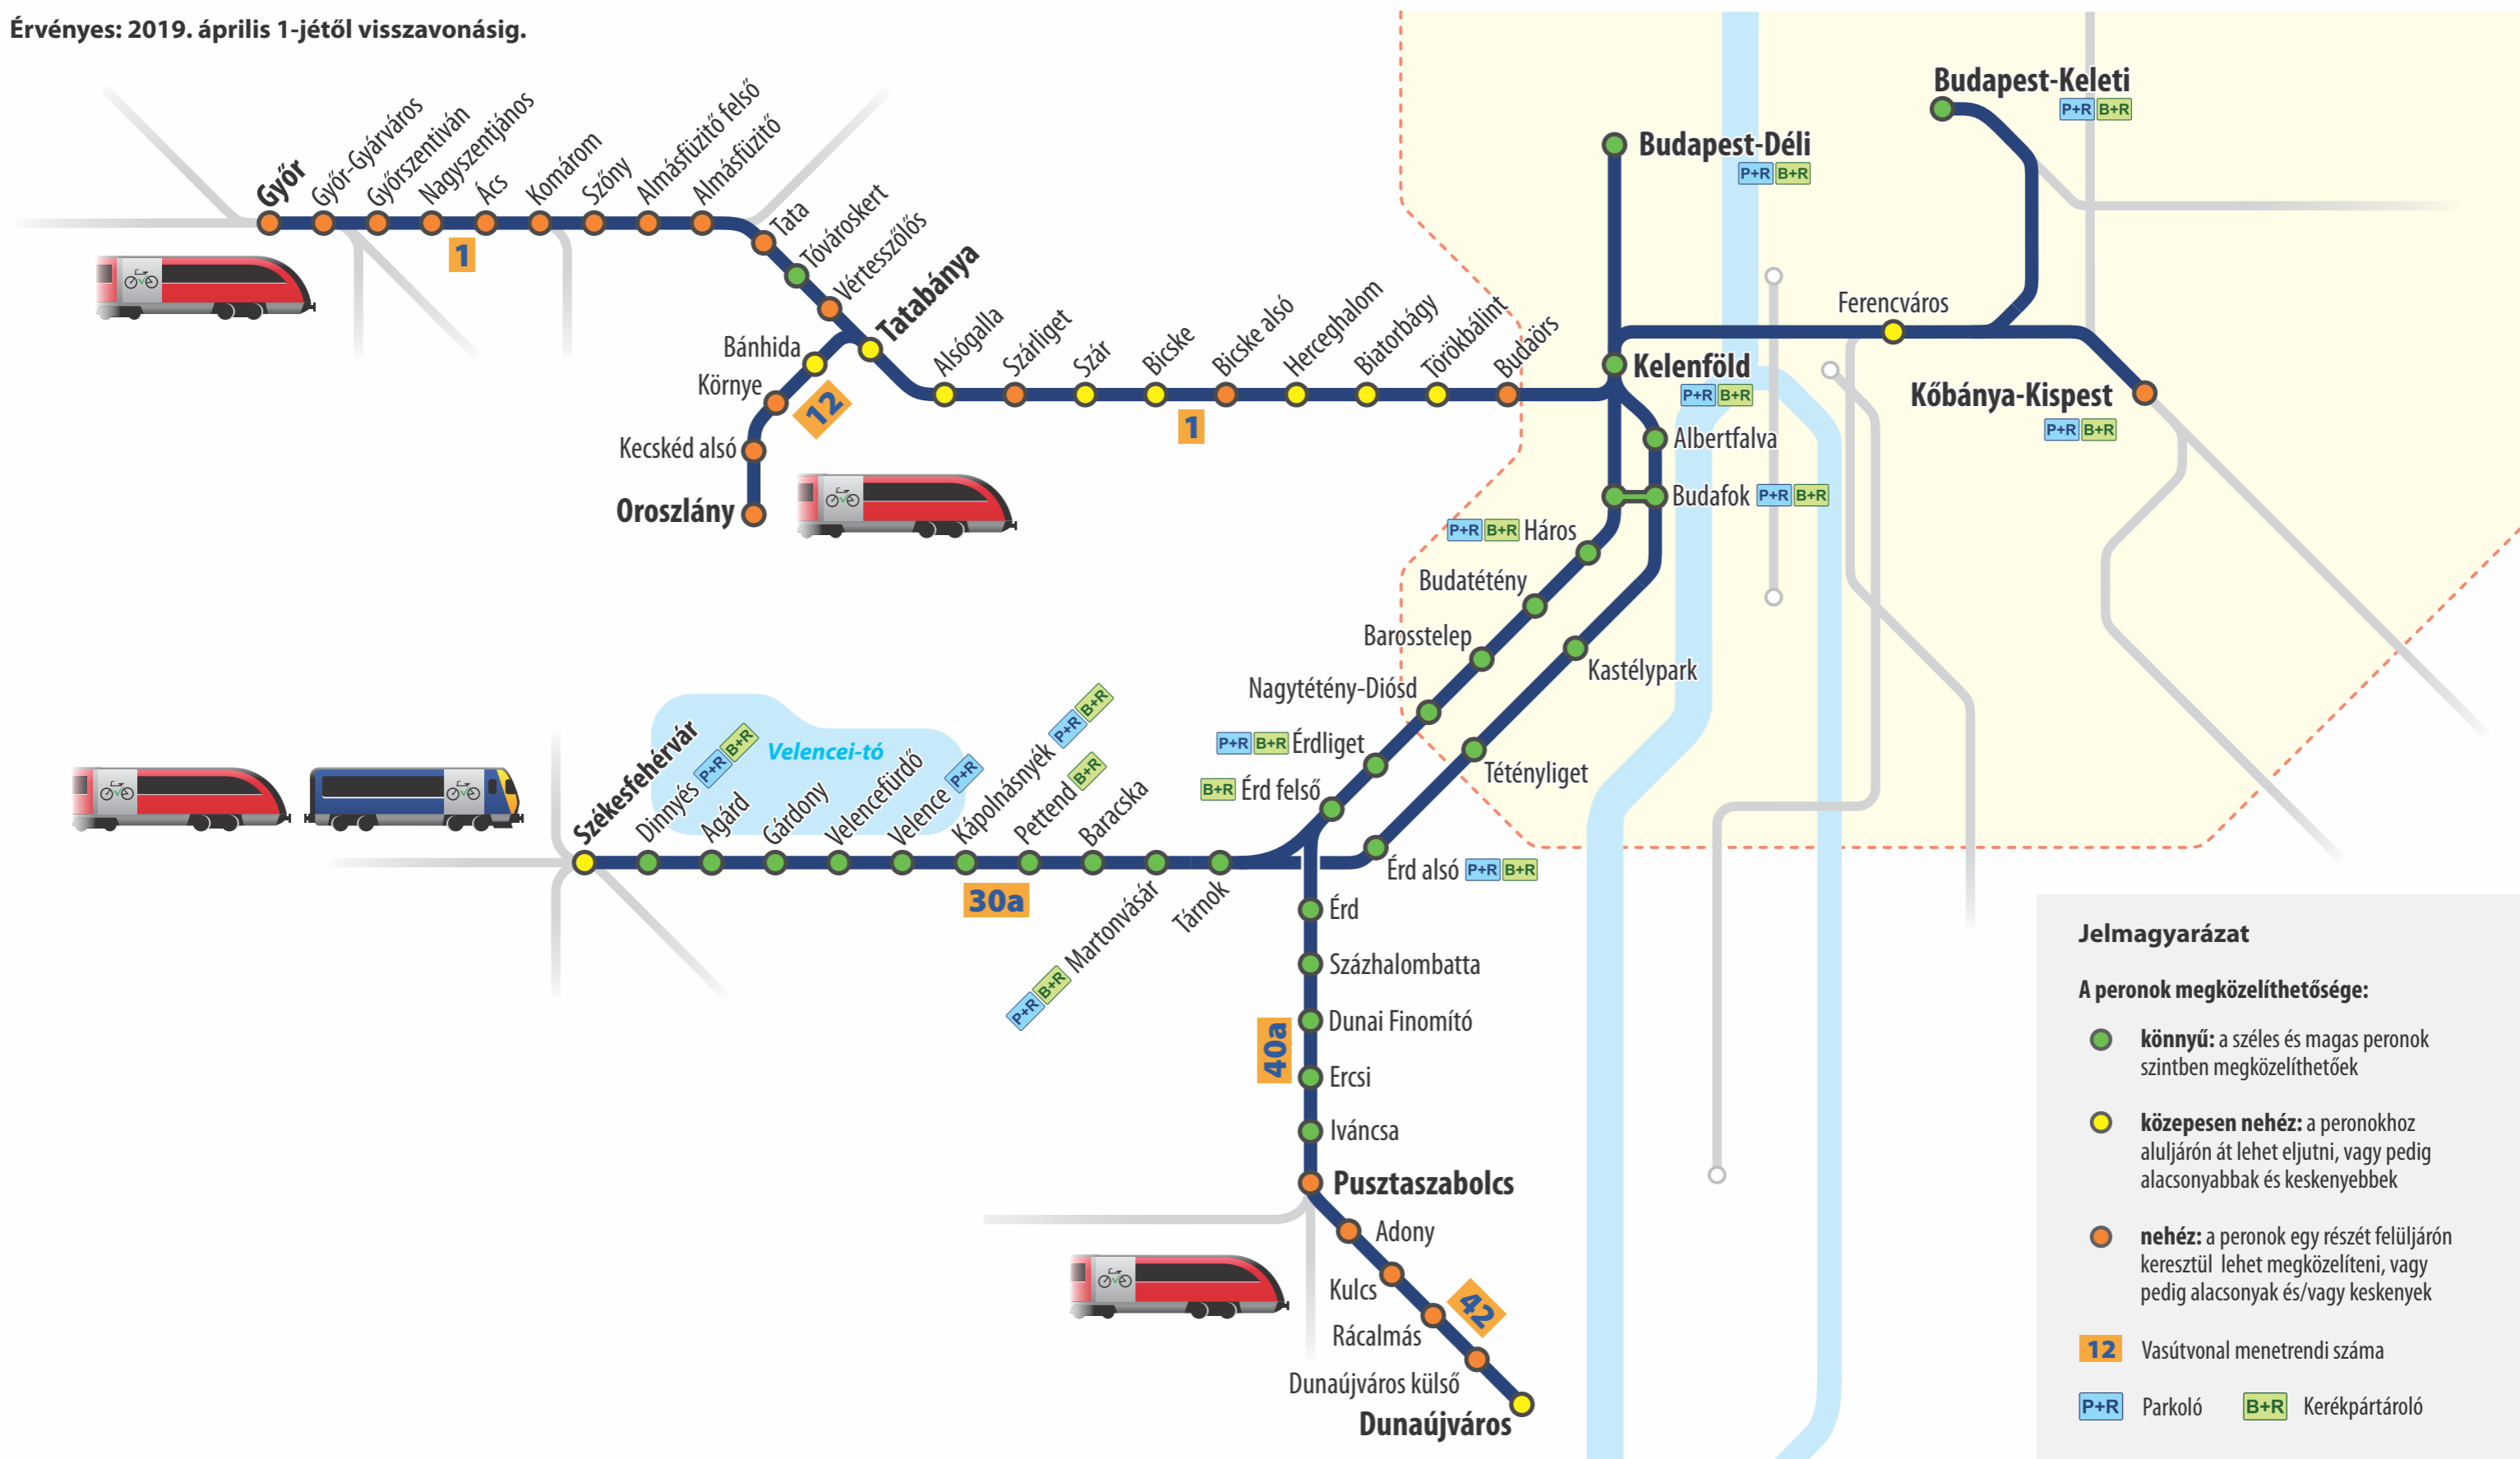 Érvényes: 2019. április 1-jétől visszavonásig.
Győr
Győr-Gyárváros
Győrszentiván
Nagyszentjános
Ács
Komárom
Szőny
Almásfüzitő felső
Almásfüzitő
1
Tata
Tóvároskert
Vértesszőlős
Tatabánya
Bánhida
Környe
12
Kecskéd alsó
Oroszlány
Alsógalla
Szárliget
Szár
Bicske
Bicske alsó
Herceghalom
Biatorbágy
Törökbálint
Budaörs
1
Budapest-Déli
P+R B+R
Budapest-Keleti
P+R B+R
Ferencváros
Kelenföld
P+R B+R
Kőbánya-Kispest
P+R B+R
Albertfalva
Budafok P+R B+R
P+R B+R Háros
Budatétény
Barosstelep
Kastélypark
Nagytétény-Diósd
P+R B+R Érdliget
Tétényliget
B+R Érd felső
Érd alsó P+R B+R
Velencei-tó
Székesfehérvár
Dinnyés P+R B+R
Agárd
Gárdony
Velencefürdő
Velence P+R
Kápolnásnyék P+R B+R
Pettend B+R
Baracska
P+R B+R Martonvásár
Tárnok
30a
Érd
Százhalombatta
Dunai Finomító
40a
Ercsi
Iváncsa
Pusztaszabolcs
Adony
Kulcs
42
Rácalmás
Dunaújváros külső
Dunaújváros
Jelmagyarázat
A peronok megközelíthetősége:
könnyű: a széles és magas peronok
szintben megközelíthetőek
közepesen nehéz: a peronokhoz
aluljárón át lehet eljutni, vagy pedig
alacsonyabbak és keskenyebbek
nehéz: a peronok egy részét felüljárón
keresztül lehet megközelíteni, vagy
pedig alacsonyak és/vagy keskenyek
12 Vasútvonal menetrendi száma
P+R Parkoló B+R Kerékpártároló